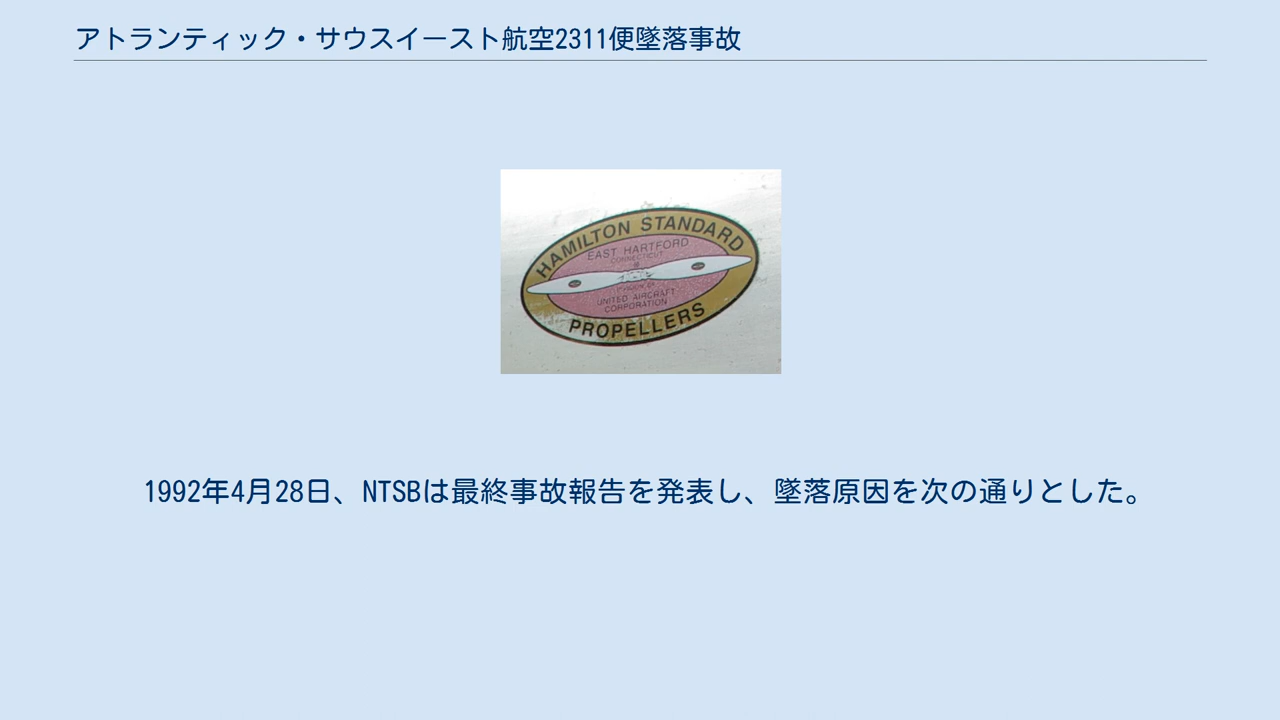 アトランティック・サウスイースト航空2311便墜落事故
HAMILTON STANDARD
EAST HARTFORD
CONNECTICUT
UNITED AIRCRAFT
CORPORATION
PROPELLERS
1992年4月28日、NTSBは最終事故報告を発表し、墜落原因を次の通りとした。